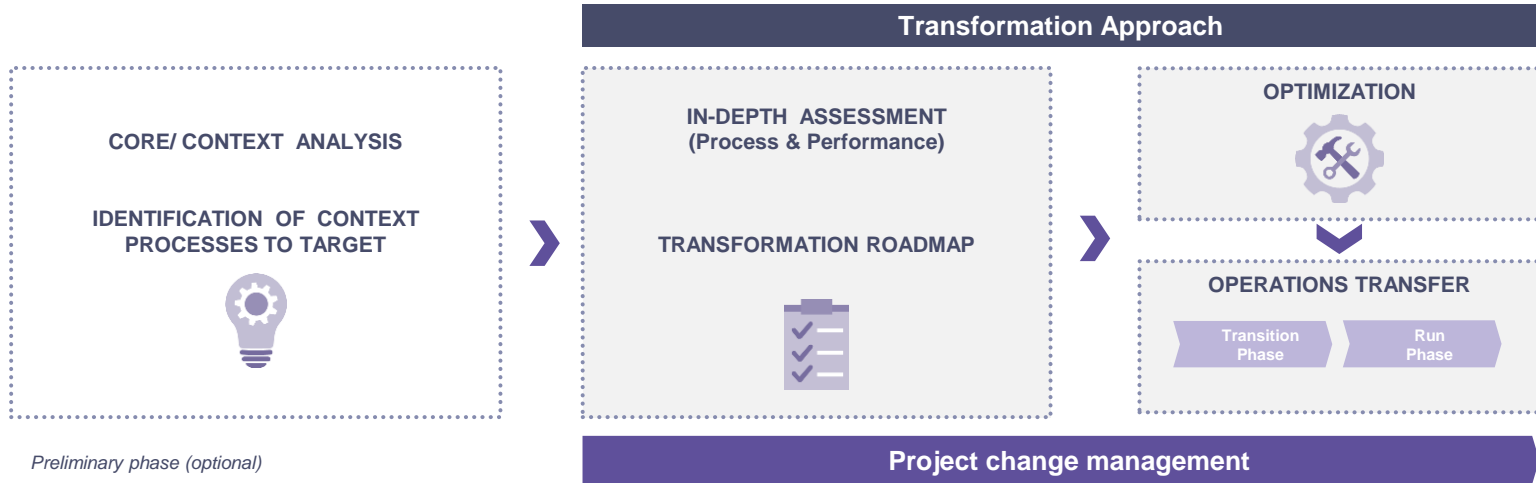 Transformation Approach
CORE/ CONTEXT ANALYSIS
IDENTIFICATION OF CONTEXT
PROCESSES TO TARGET
Preliminary phase (optional)
IN-DEPTH ASSESSMENT
(Process & Performance)
TRANSFORMATION ROADMAP
OPTIMIZATION
OPERATIONS TRANSFER
Transition
Phase
Run
Phase
Project change management